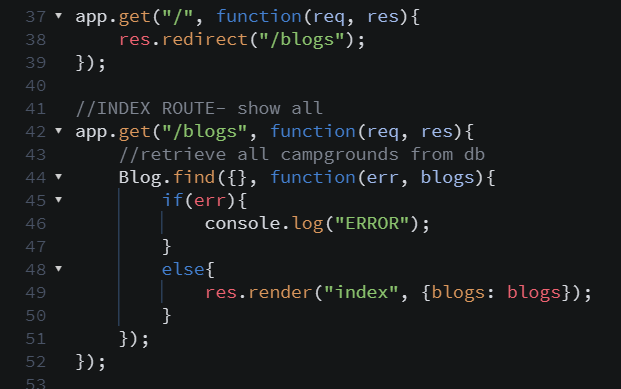 37 app.get("/", function(req, res){
38     res.redirect("/blogs");
39 });
40
41 //INDEX ROUTE- show all
42 app.get("/blogs", function(req, res){
43     //retrieve all campgrounds from db
44     Blog.find({}, function(err, blogs){
45         if(err){
46             console.log("ERROR");
47         }
48         else{
49             res.render("index", {blogs: blogs});
50         }
51     });
52 });
53